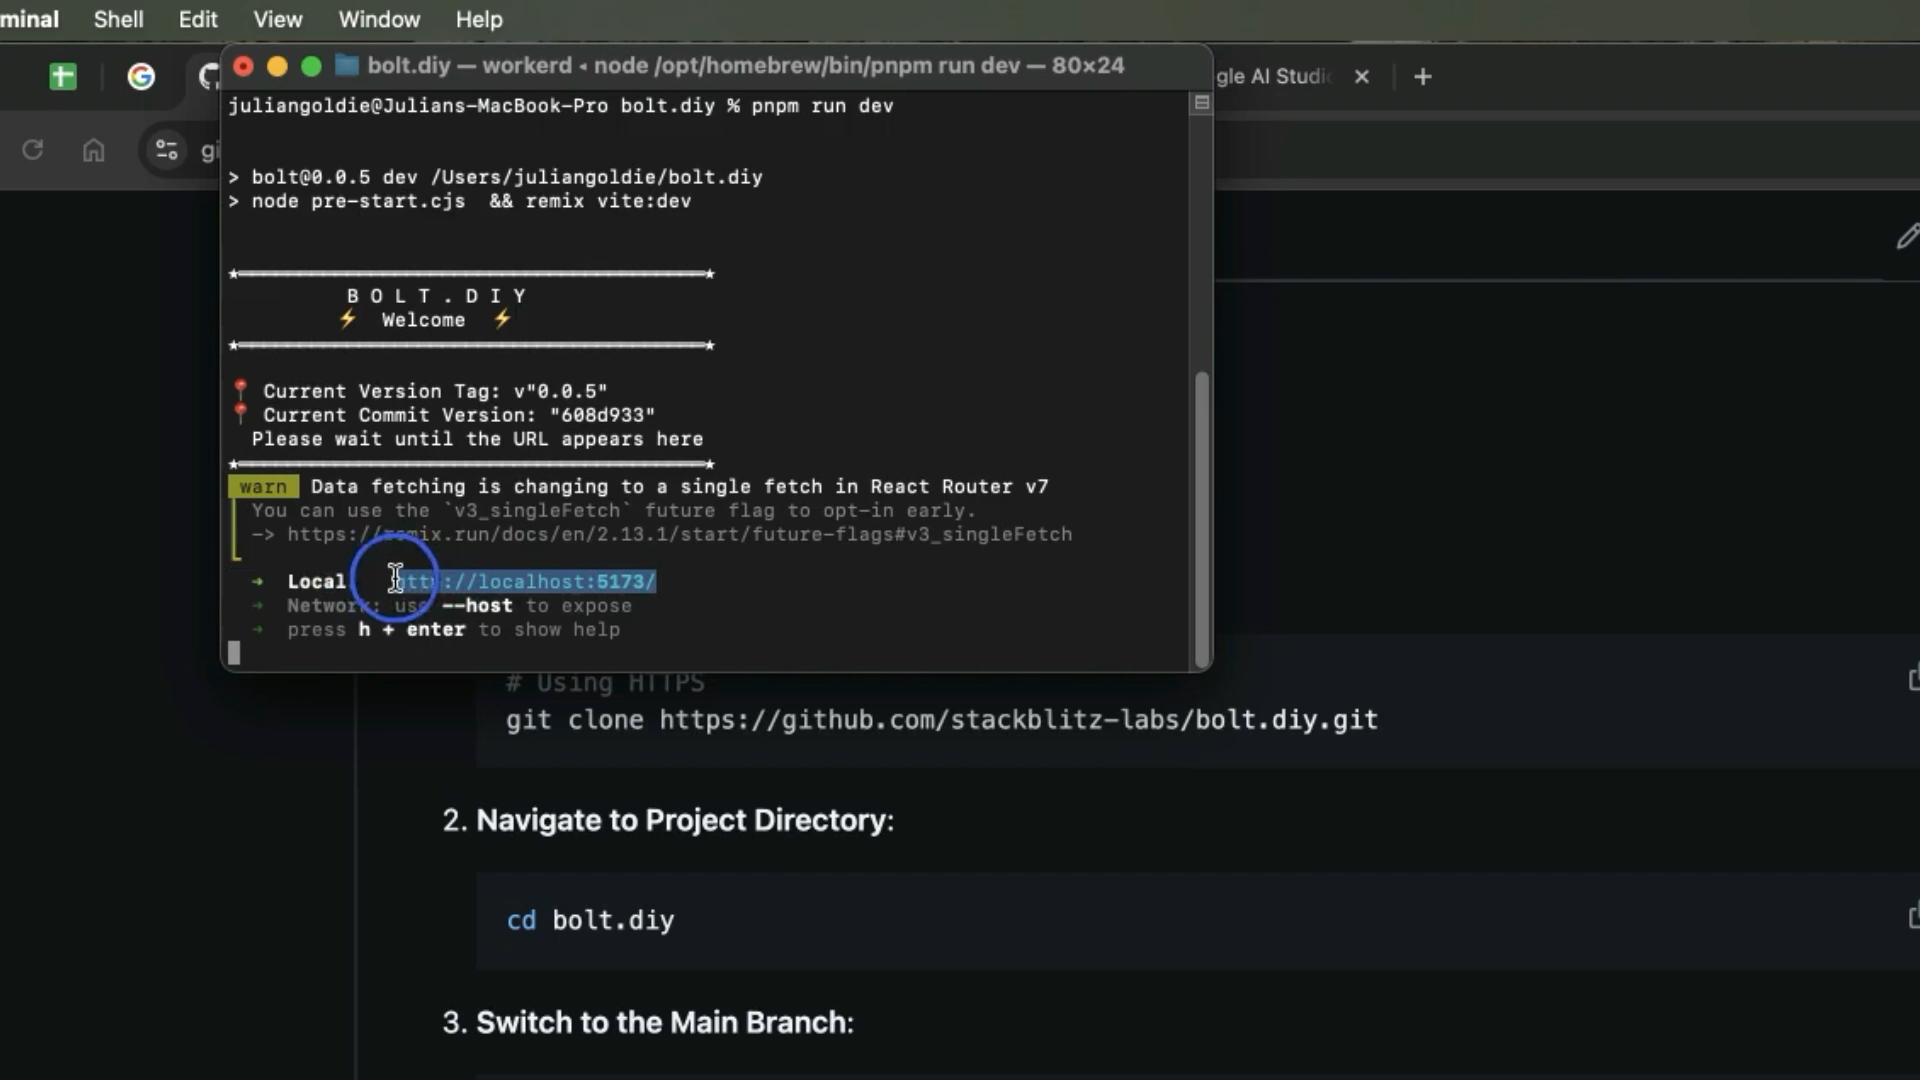 minal Shell Edit View Window Help
bolt.diy — workerd ◂ node /opt/homebrew/bin/pnpm run dev — 80×24
gle AI Studio
juliangoldie@Julians-MacBook-Pro bolt.diy % pnpm run dev
gi
> bolt@0.0.5 dev /Users/juliangoldie/bolt.diy
> node pre-start.cjs  && remix vite:dev
★═══════════════════════════════════════★
B O L T . D I Y
⚡ Welcome ⚡
★═══════════════════════════════════════★
📍 Current Version Tag: v"0.0.5"
📍 Current Commit Version: "608d933"
Please wait until the URL appears here
★═══════════════════════════════════════★
warn Data fetching is changing to a single fetch in React Router v7
You can use the `v3_singleFetch` future flag to opt-in early.
-> https://remix.run/docs/en/2.13.1/start/future-flags#v3_singleFetch
➜ Local http://localhost:5173/
➜ Network: use --host to expose
➜ press h + enter to show help
# Using HTTPS
git clone https://github.com/stackblitz-labs/bolt.diy.git
2. Navigate to Project Directory:
cd bolt.diy
3. Switch to the Main Branch: